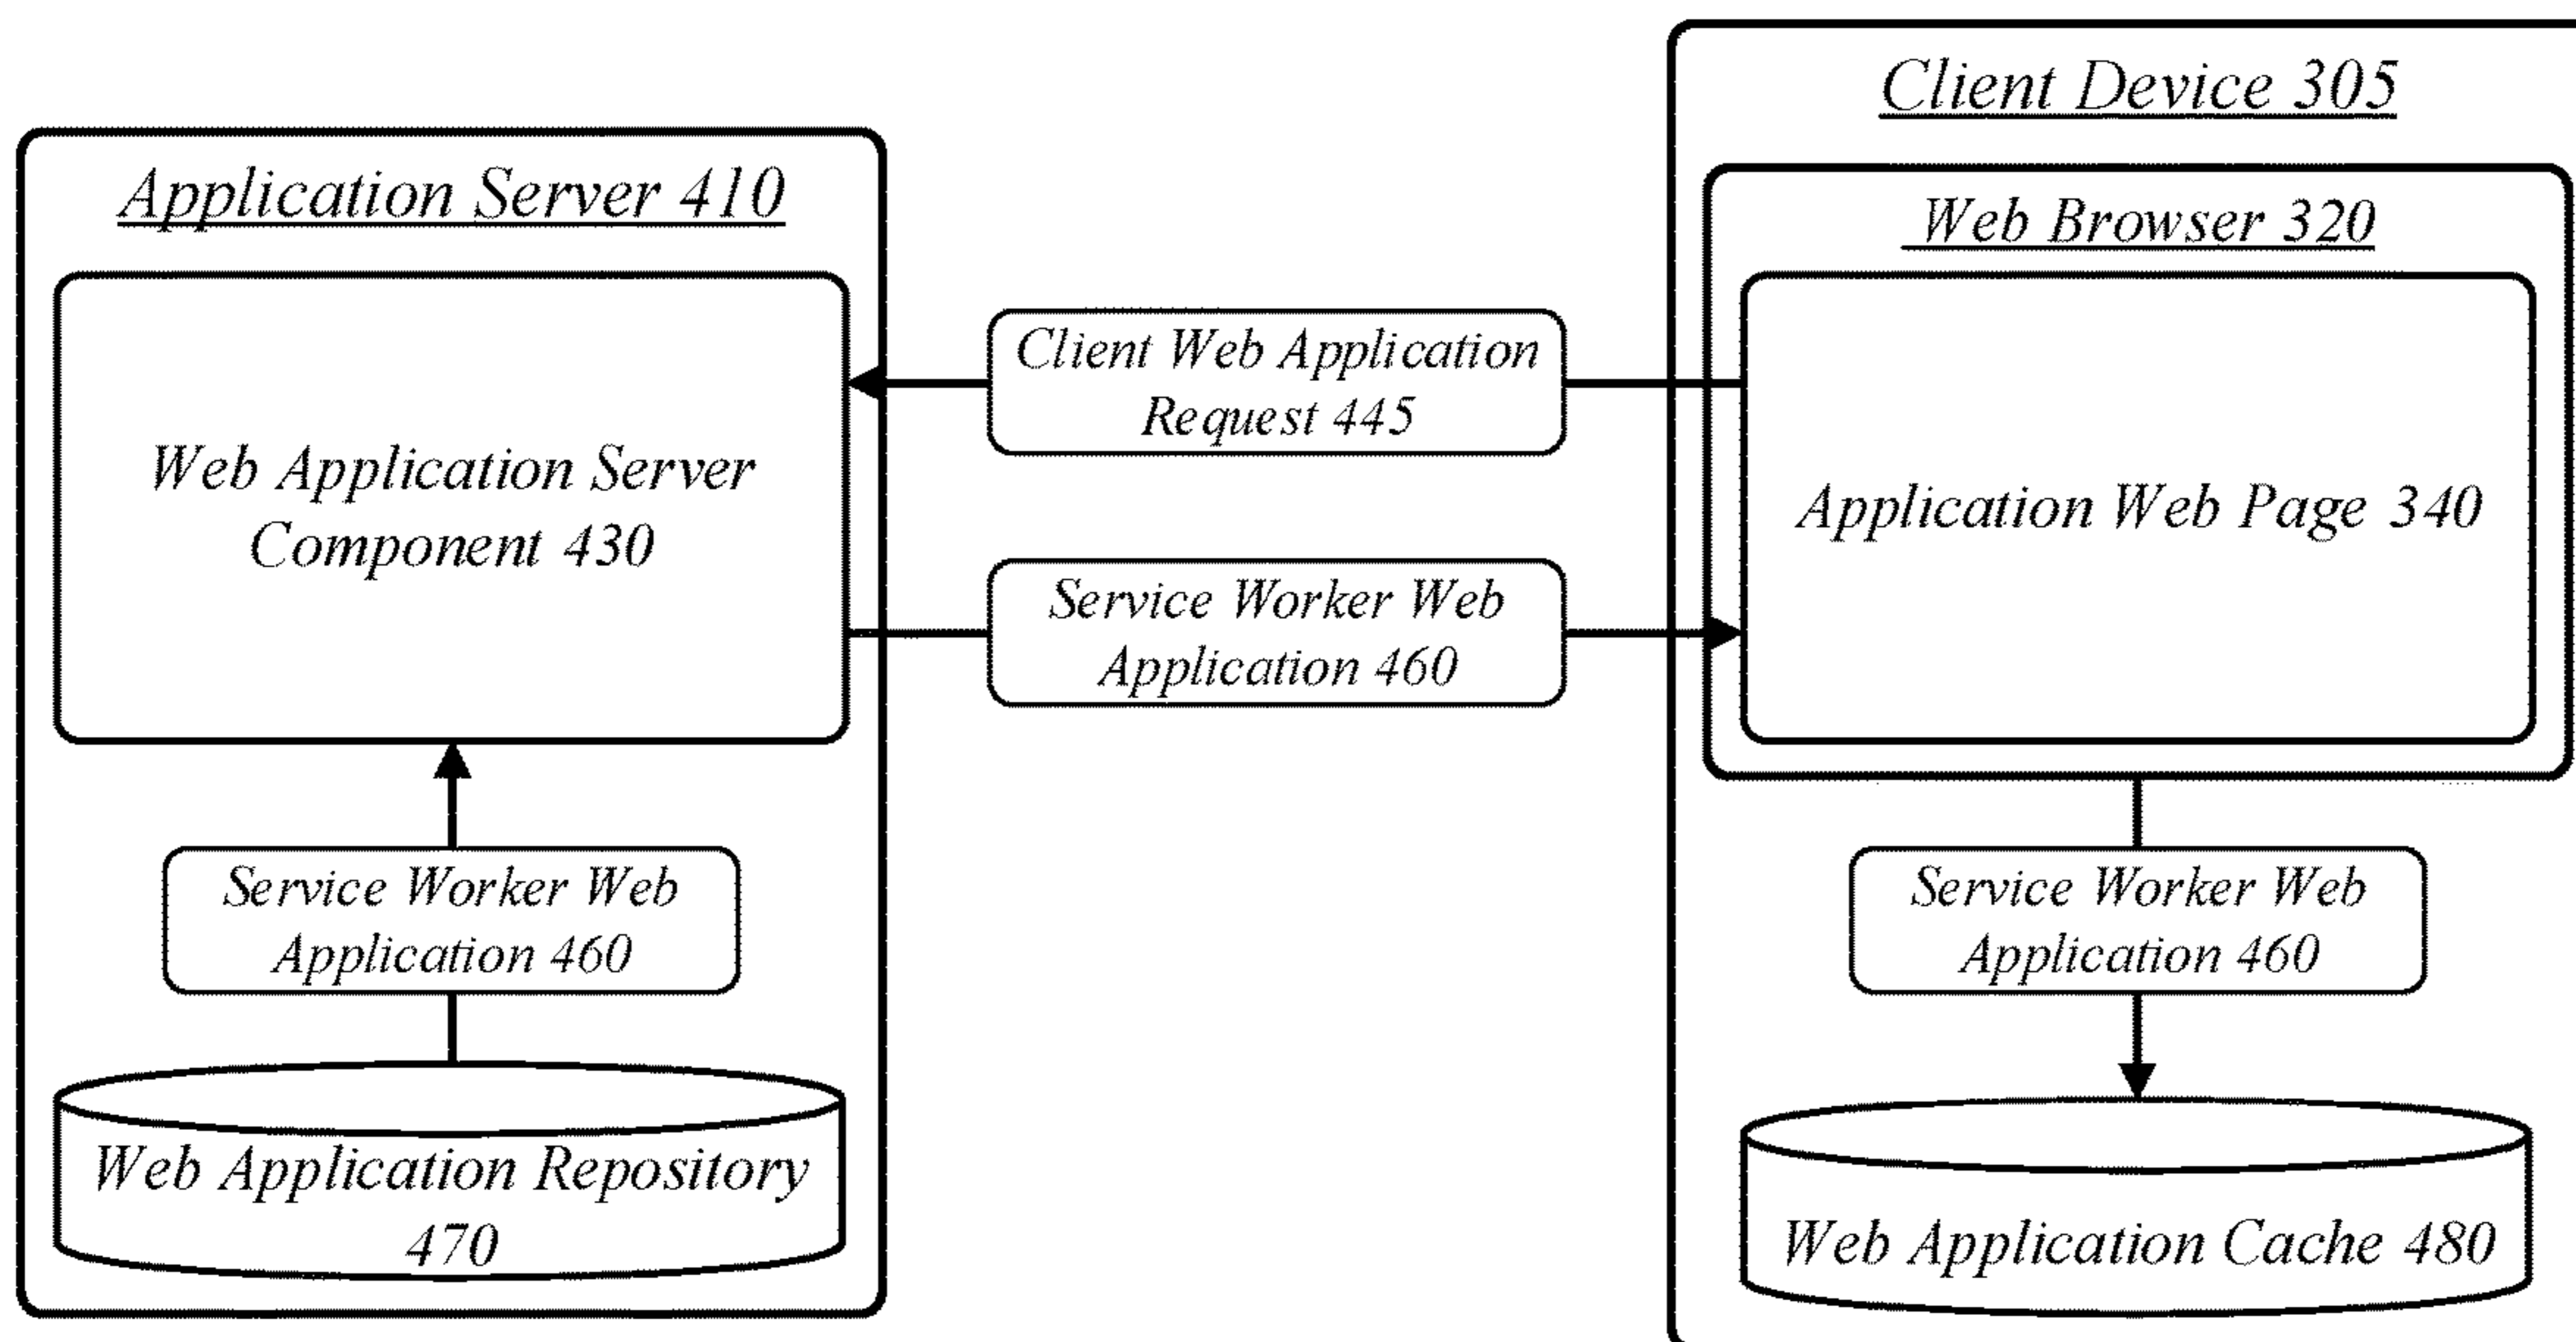 Application Server 410
Web Application Server
Component 430
Service Worker Web
Application 460
Web Application Repository
470
Client Web Application
Request 445
Service Worker Web
Application 460
Client Device 305
Web Browser 320
Application Web Page 340
Service Worker Web
Application 460
Web Application Cache 480